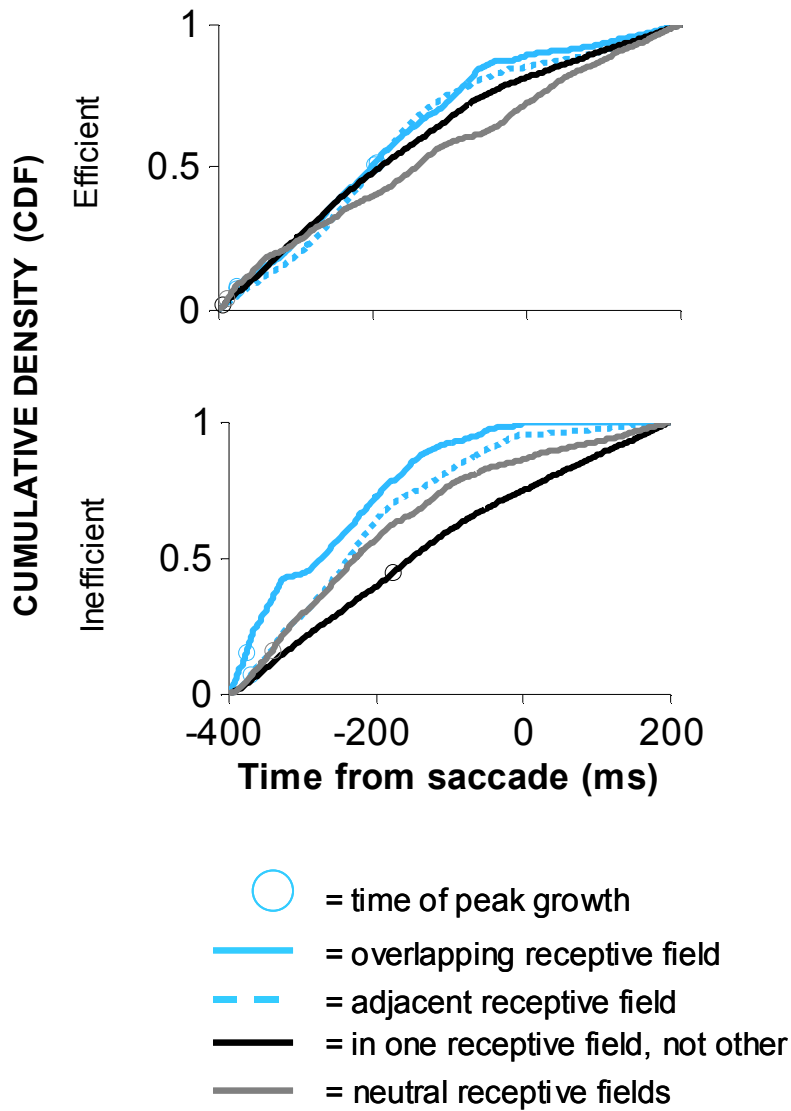 CUMULATIVE DENSITY (CDF)
Efficient
1
0.5
0
Inefficient
1
0.5
0
-400 -200 0 200
Time from saccade (ms)
= time of peak growth
= overlapping receptive field
= adjacent receptive field
= in one receptive field, not other
= neutral receptive fields